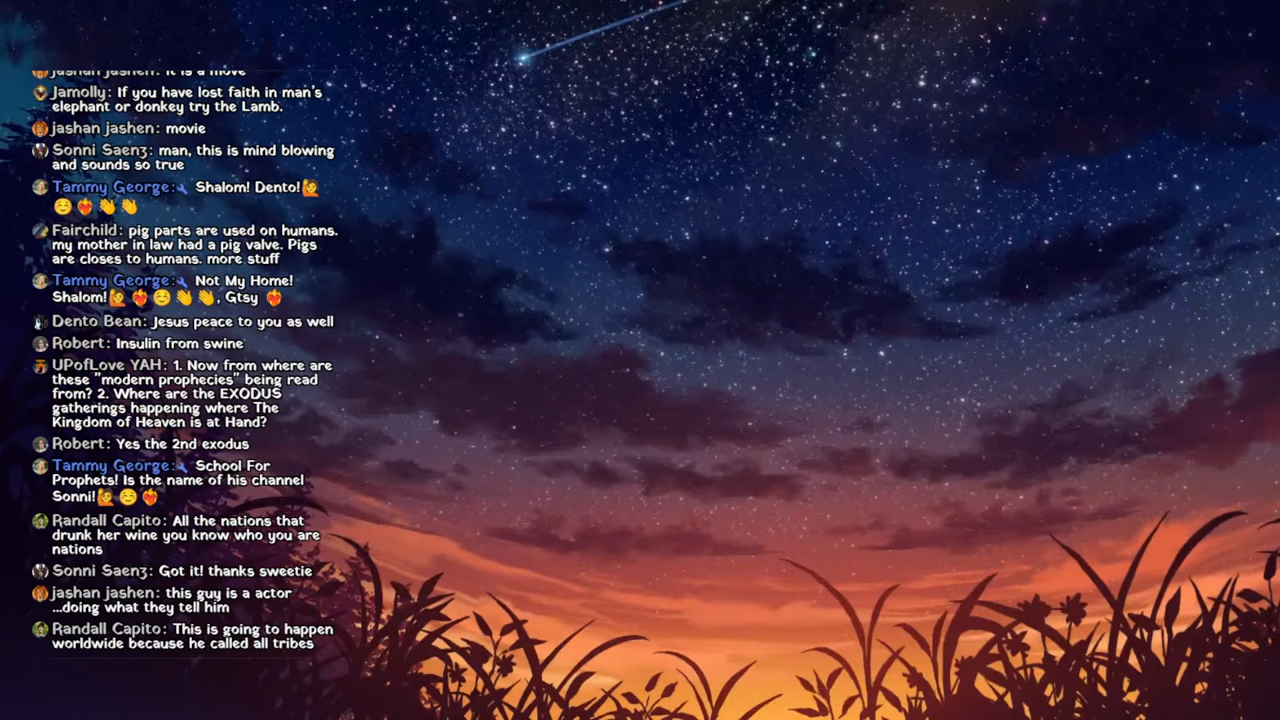 jashan jashen: it is a move
Jamolly: If you have lost faith in man's
elephant or donkey try the Lamb.
jashan jashen: movie
Sonni Saenz: man, this is mind blowing
and sounds so true
Tammy George: Shalom! Dento!🙋
☺️ ❤️‍🔥 👋 👋
Fairchild: pig parts are used on humans.
my mother in law had a pig valve. Pigs
are closes to humans. more stuff
Tammy George: Not My Home!
Shalom!🙋 ❤️‍🔥 ☺️ 👋 👋, Gtsy ❤️‍🔥
Dento Bean: Jesus peace to you as well
Robert: Insulin from swine
UPofLove YAH: 1. Now from where are
these "modern prophecies" being read
from? 2. Where are the EXODUS
gatherings happening where The
Kingdom of Heaven is at Hand?
Robert: Yes the 2nd exodus
Tammy George: School For
Prophets! Is the name of his channel
Sonni!🙋 ☺️ ❤️‍🔥
Randall Capito: All the nations that
drunk her wine you know who you are
nations
Sonni Saenz: Got it! thanks sweetie
jashan jashen: this guy is a actor
...doing what they tell him
Randall Capito: This is going to happen
worldwide because he called all tribes